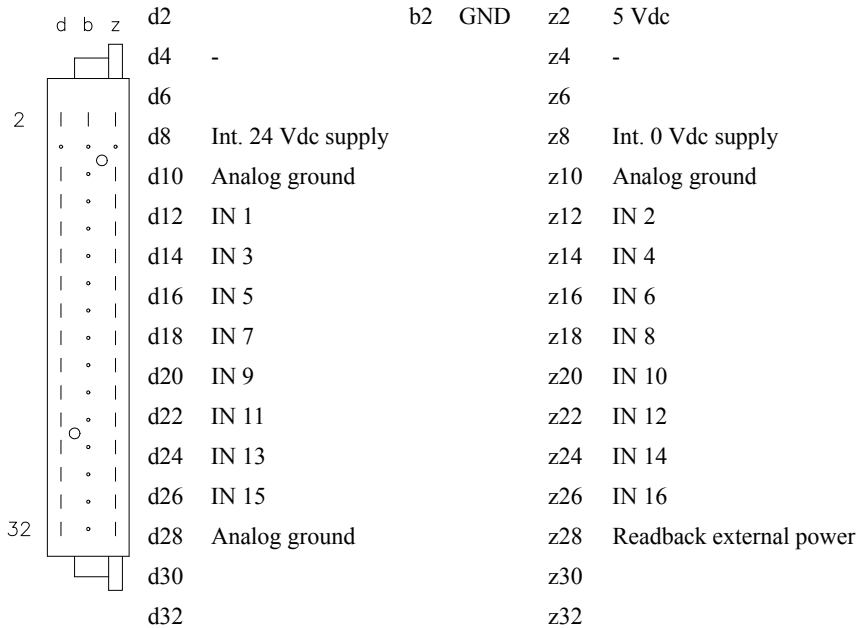 d b z
2
32
d2 b2 GND z2 5 Vdc
d4 - z4 -
d6 z6
d8 Int. 24 Vdc supply z8 Int. 0 Vdc supply
d10 Analog ground z10 Analog ground
d12 IN 1 z12 IN 2
d14 IN 3 z14 IN 4
d16 IN 5 z16 IN 6
d18 IN 7 z18 IN 8
d20 IN 9 z20 IN 10
d22 IN 11 z22 IN 12
d24 IN 13 z24 IN 14
d26 IN 15 z26 IN 16
d28 Analog ground z28 Readback external power
d30 z30
d32 z32